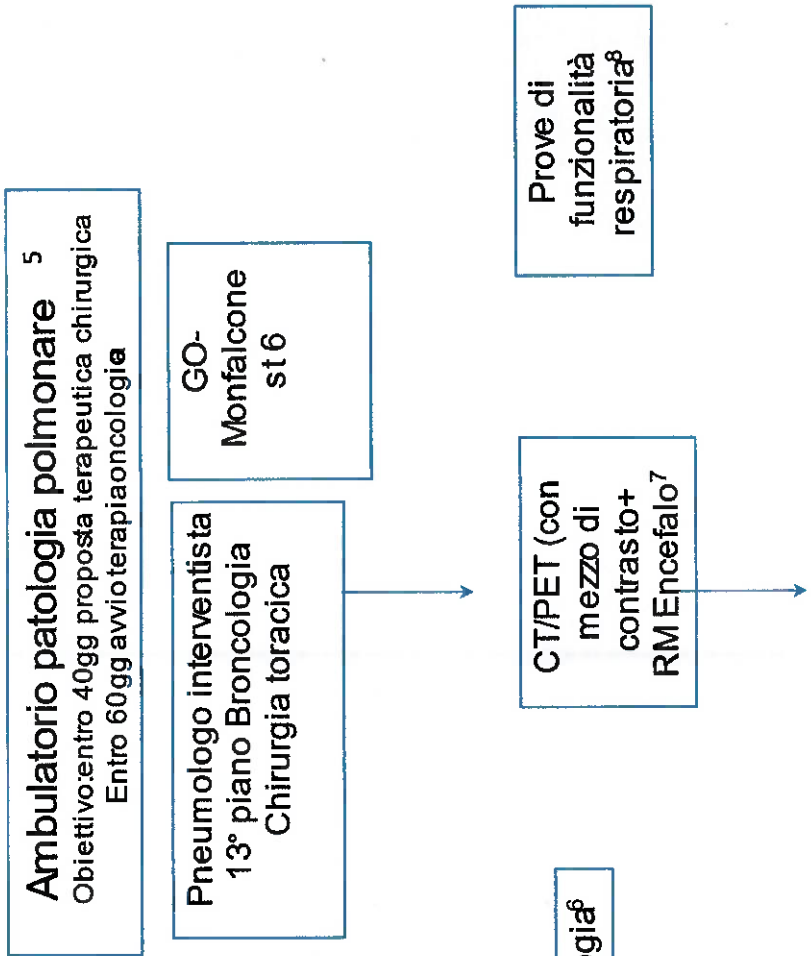 Ambulatorio patologia polmonare 5
Obiettivo:entro 40gg proposta terapeutica chirurgica
Entro 60gg avvioterapiaoncologia
Pneumologo interventista
13° piano Broncologia
Chirurgia toracica
GO-
Monfalcone
st 6
ogia6
CT/PET (con
mezzo di
contrasto+
RM Encefalo7
Prove di
funzionalità
respiratoria8